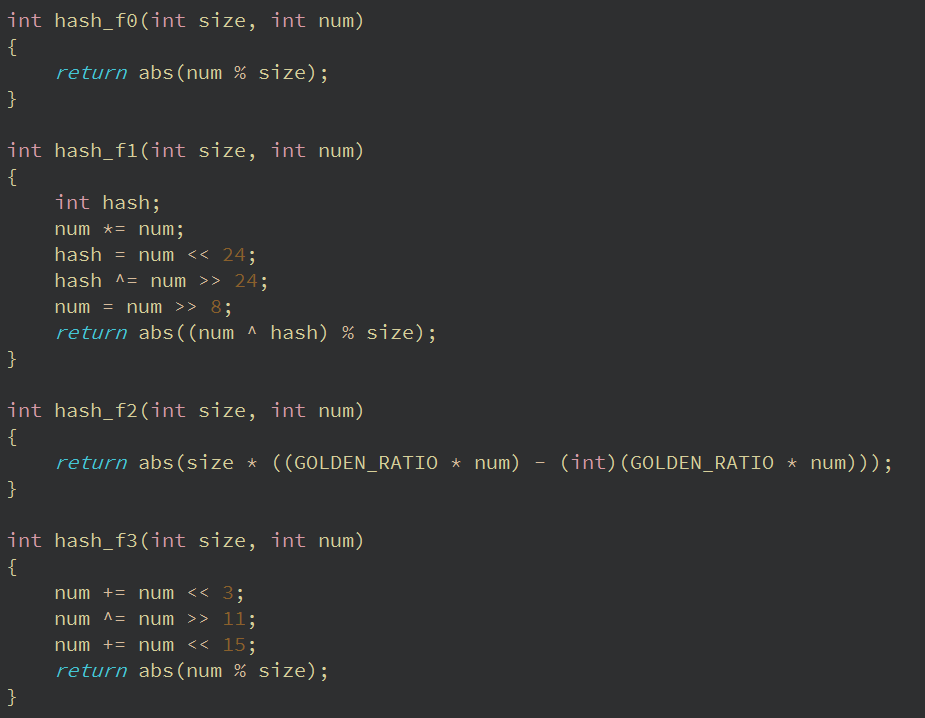 int hash_f0(int size, int num)
{
    return abs(num % size);
}

int hash_f1(int size, int num)
{
    int hash;
    num *= num;
    hash = num << 24;
    hash ^= num >> 24;
    num = num >> 8;
    return abs((num ^ hash) % size);
}

int hash_f2(int size, int num)
{
    return abs(size * ((GOLDEN_RATIO * num) - (int)(GOLDEN_RATIO * num)));
}

int hash_f3(int size, int num)
{
    num += num << 3;
    num ^= num >> 11;
    num += num << 15;
    return abs(num % size);
}